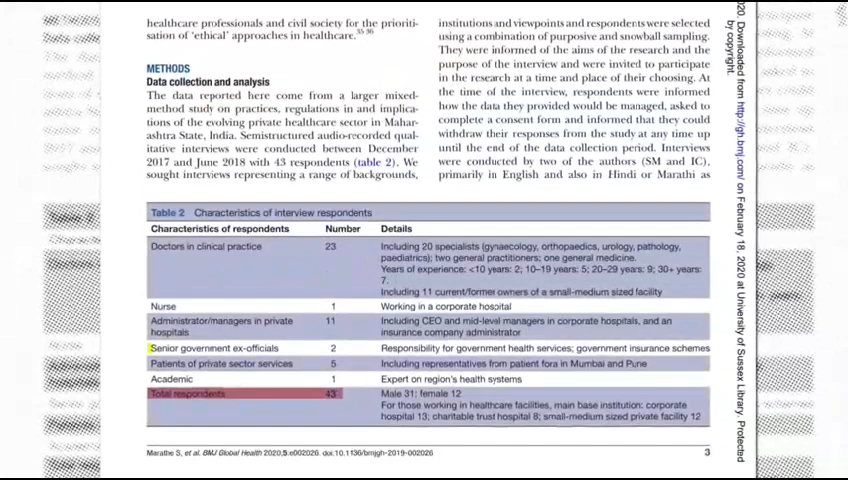 healthcare professionals and civil society for the prioriti-
sation of 'ethical' approaches in healthcare.35 36
METHODS
Data collection and analysis
The data reported here come from a larger mixed-
method study on practices, regulations in and implica-
tions of the evolving private healthcare sector in Mahar-
ashtra State, India. Semistructured audio-recorded qual-
itative interviews were conducted between December
2017 and June 2018 with 43 respondents (table 2). We
sought interviews representing a range of backgrounds,
institutions and viewpoints and respondents were selected
using a combination of purposive and snowball sampling.
They were informed of the aims of the research and the
purpose of the interview and were invited to participate
in the research at a time and place of their choosing. At
the time of the interview, respondents were informed
how the data they provided would be managed, asked to
complete a consent form and informed that they could
withdraw their responses from the study at any time up
until the end of the data collection period. Interviews
were conducted by two of the authors (SM and IC),
primarily in English and also in Hindi or Marathi as
Table 2 Characteristics of interview respondents
Characteristics of respondents Number Details
Doctors in clinical practice 23 Including 20 specialists (gynaecology, orthopaedics, urology, pathology,
paediatrics); two general practitioners; one general medicine.
Years of experience: <10 years: 2; 10–19 years: 5; 20–29 years: 9; 30+ years:
7.
Including 11 current/former owners of a small-medium sized facility
Nurse 1 Working in a corporate hospital
Administrator/managers in private 11 Including CEO and mid-level managers in corporate hospitals, and an
hospitals insurance company administrator
Senior government ex-officials 2 Responsibility for government health services; government insurance schemes
Patients of private sector services 5 Including representatives from patient fora in Mumbai and Pune
Academic 1 Expert on region's health systems
Total respondents 43 Male 31; female 12
For those working in healthcare facilities, main base institution: corporate
hospital 13; charitable trust hospital 8; small-medium sized private facility 12
Marathe S, et al. BMJ Global Health 2020;5:e002026. doi:10.1136/bmjgh-2019-002026 3
20. Downloaded from http://gh.bmj.com/ on February 18, 2020 at University of Sussex Library. Protected
by copyright.